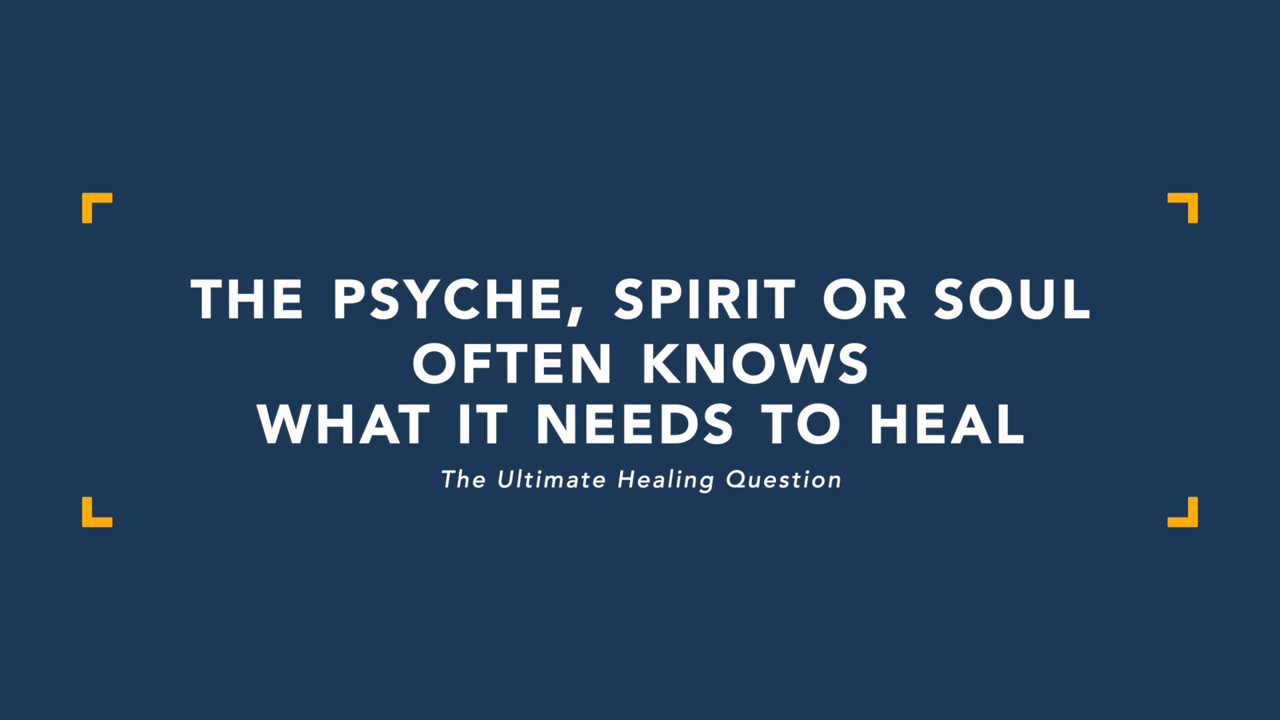 THE PSYCHE, SPIRIT OR SOUL
OFTEN KNOWS
WHAT IT NEEDS TO HEAL
The Ultimate Healing Question